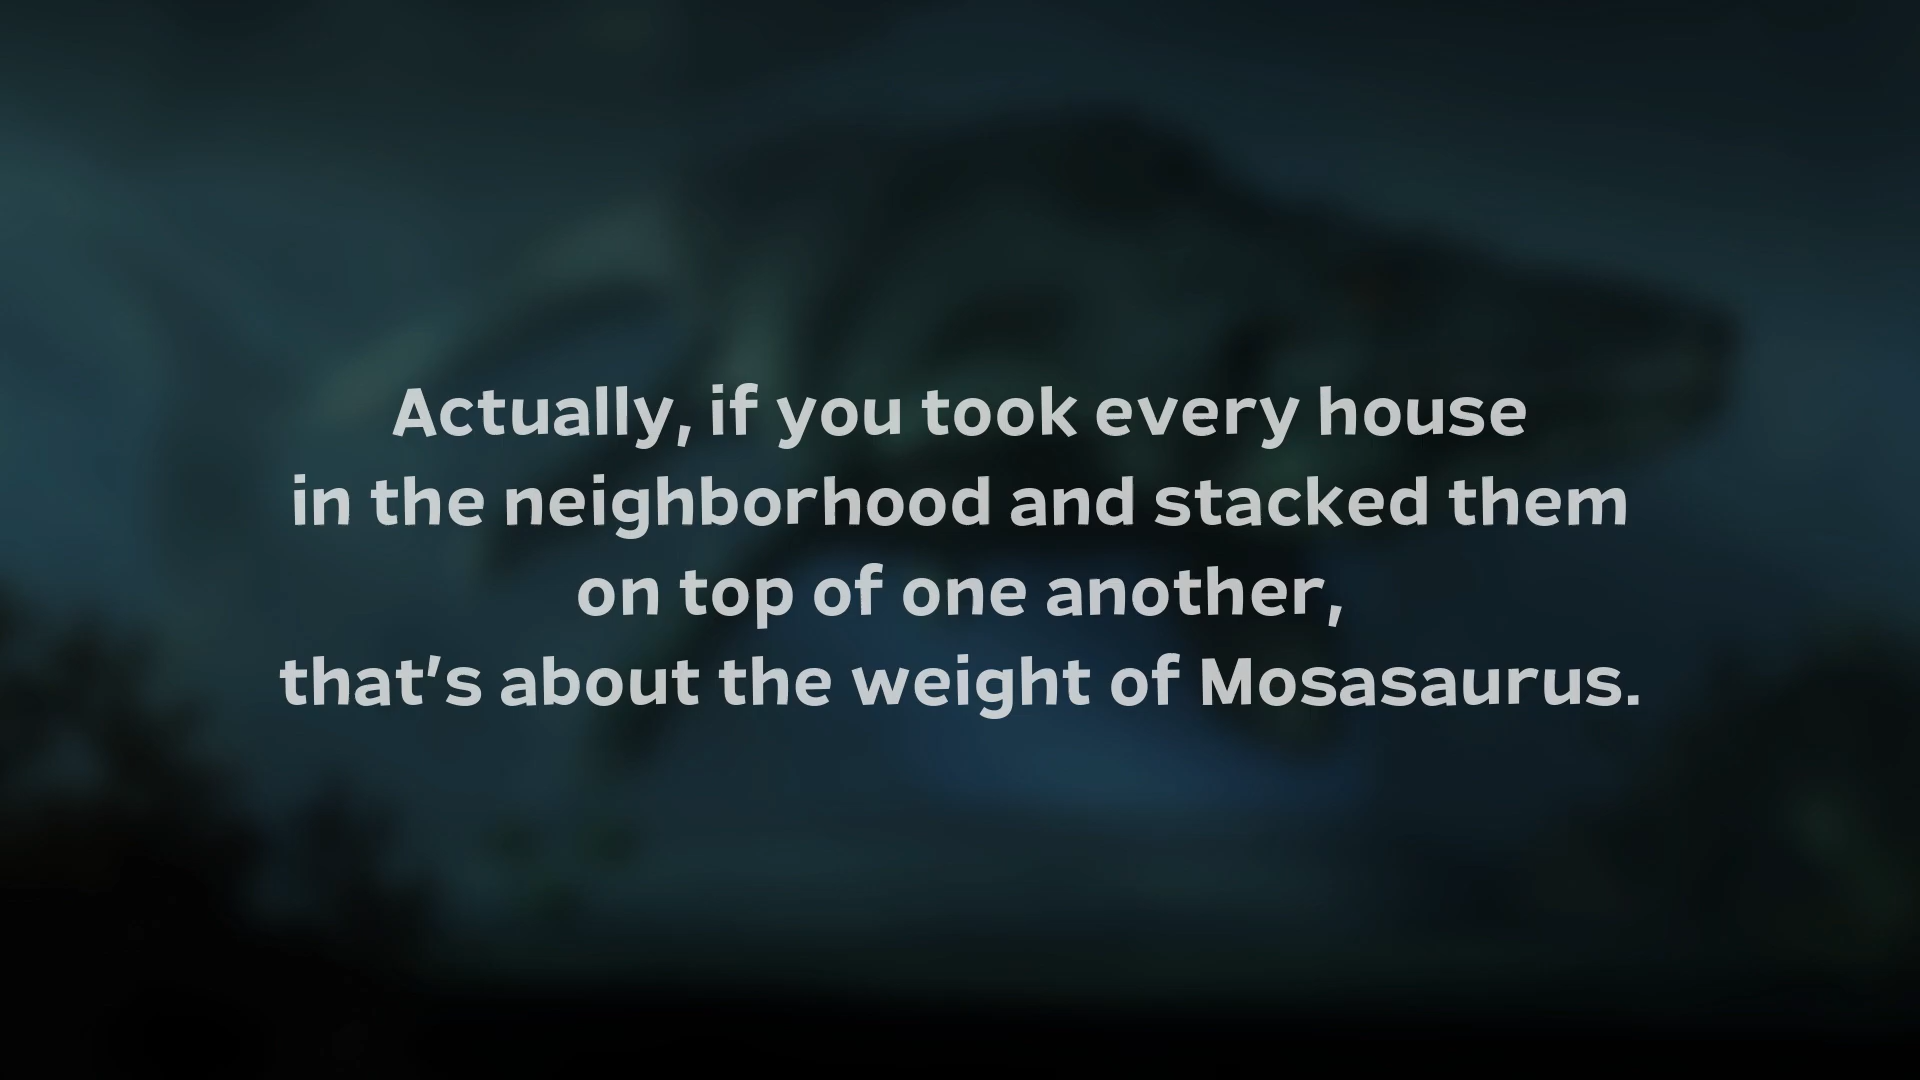 Actually, if you took every house
in the neighborhood and stacked them
on top of one another,
that's about the weight of Mosasaurus.